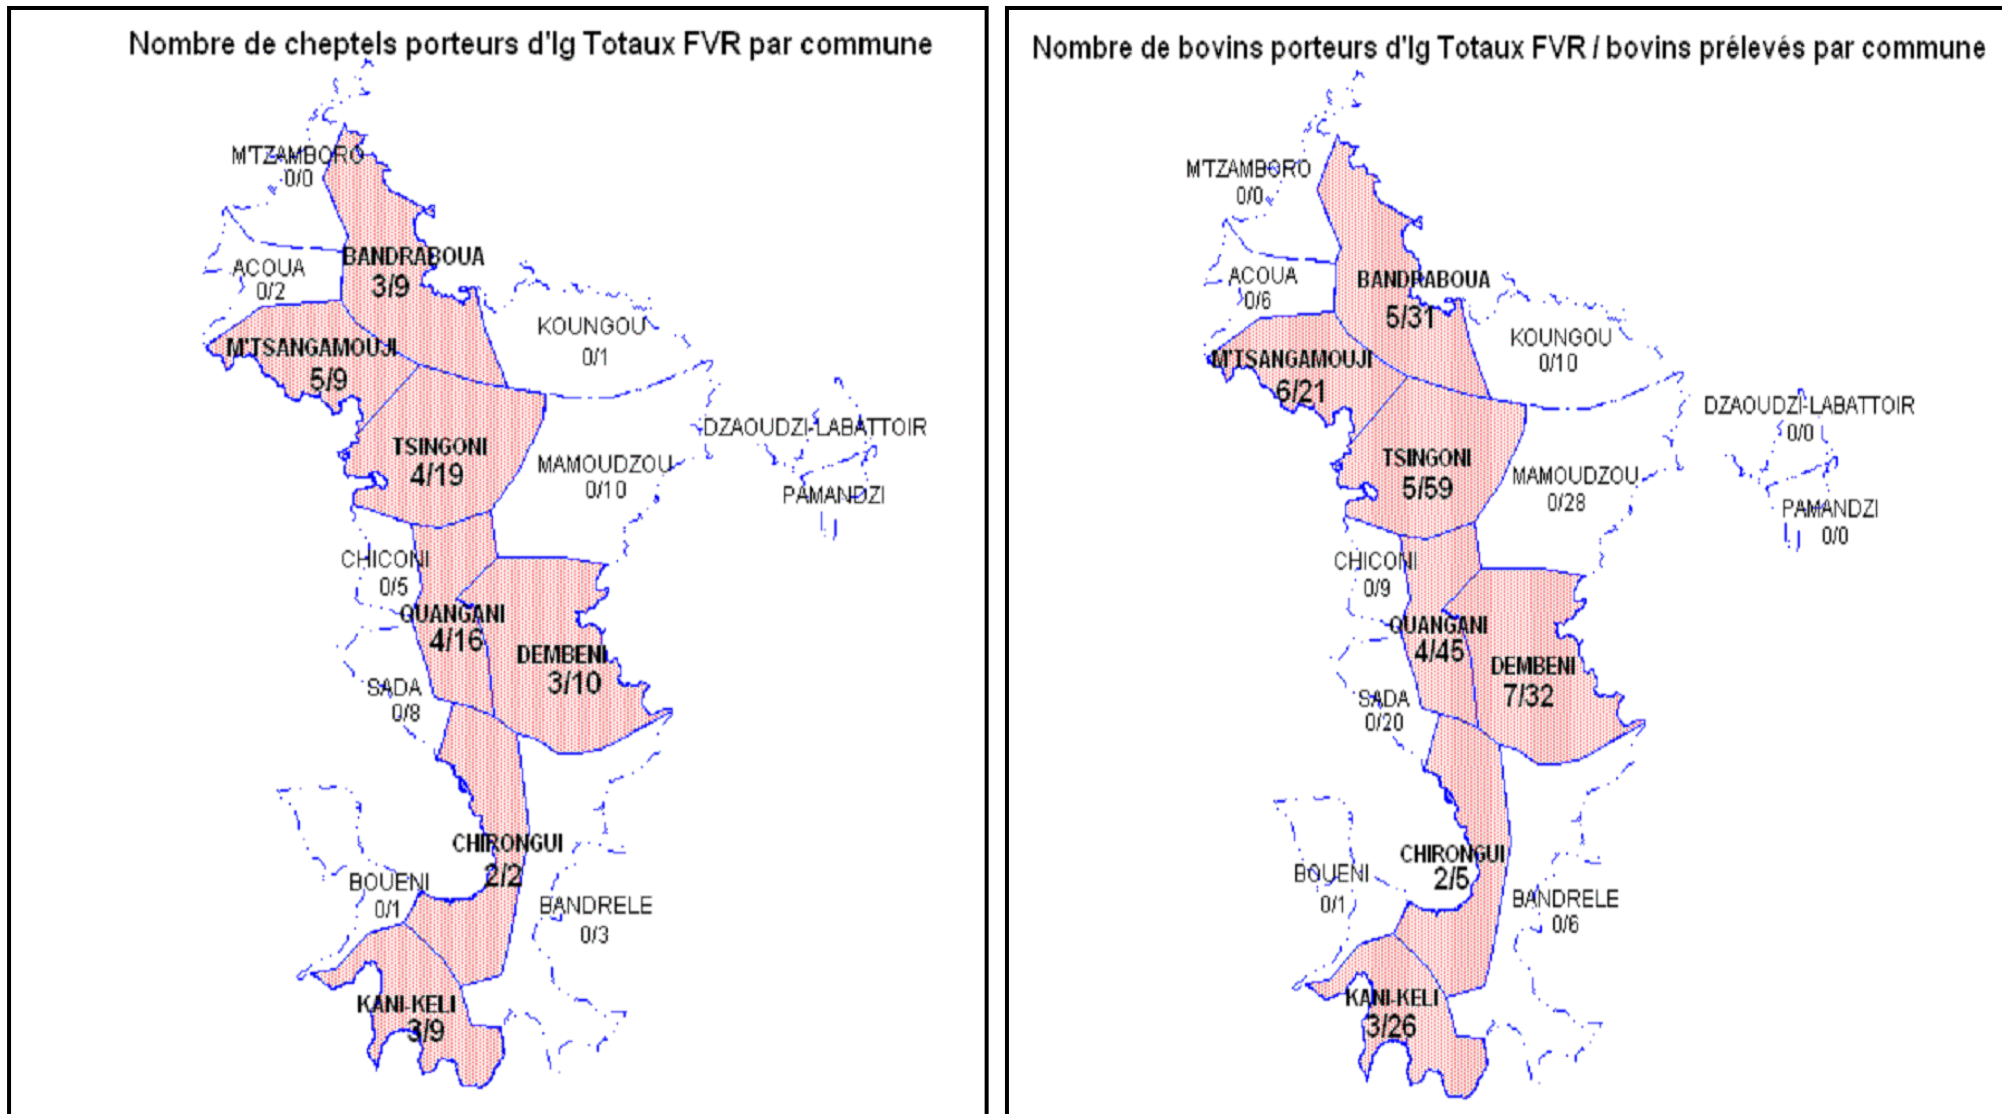 Nombre de cheptels porteurs d'Ig Totaux FVR par commune
M'TZAMBORO
0/0
BANDRABOUA
3/9
ACOUA
0/2
KOUNGOU
0/1
M'TSANGAMOUJI
5/9
DZAOUDZI-LABATTOIR
TSINGONI
4/19
MAMOUDZOU
0/10
PAMANDZI
CHICONI
0/5
QUANGANI
4/16
DEMBENI
3/10
SADA
0/8
CHIRONGUI
2/2
BOUENI
0/1
BANDRELE
0/3
KANI-KELI
3/9
Nombre de bovins porteurs d'Ig Totaux FVR / bovins prélevés par commune
M'TZAMBORO
0/0
ACOUA
0/6
BANDRABOUA
5/31
KOUNGOU
0/10
M'TSANGAMOUJI
6/21
DZAOUDZI-LABATTOIR
0/0
TSINGONI
5/59
MAMOUDZOU
0/28
PAMANDZI
0/0
CHICONI
0/9
QUANGANI
4/45
DEMBENI
7/32
SADA
0/20
CHIRONGUI
2/5
BOUENI
0/1
BANDRELE
0/6
KANI-KELI
3/26